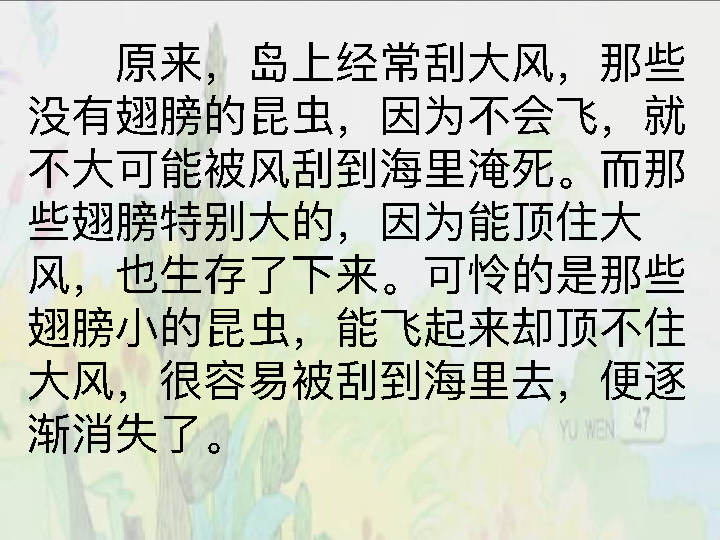 原来，岛上经常刮大风，那些
没有翅膀的昆虫，因为不会飞，就
不大可能被风刮到海里淹死。而那
些翅膀特别大的，因为能顶住大
风，也生存了下来。可怜的是那些
翅膀小的昆虫，能飞起来却顶不住
大风，很容易被刮到海里去，便逐
渐消失了。
YU WEN 47